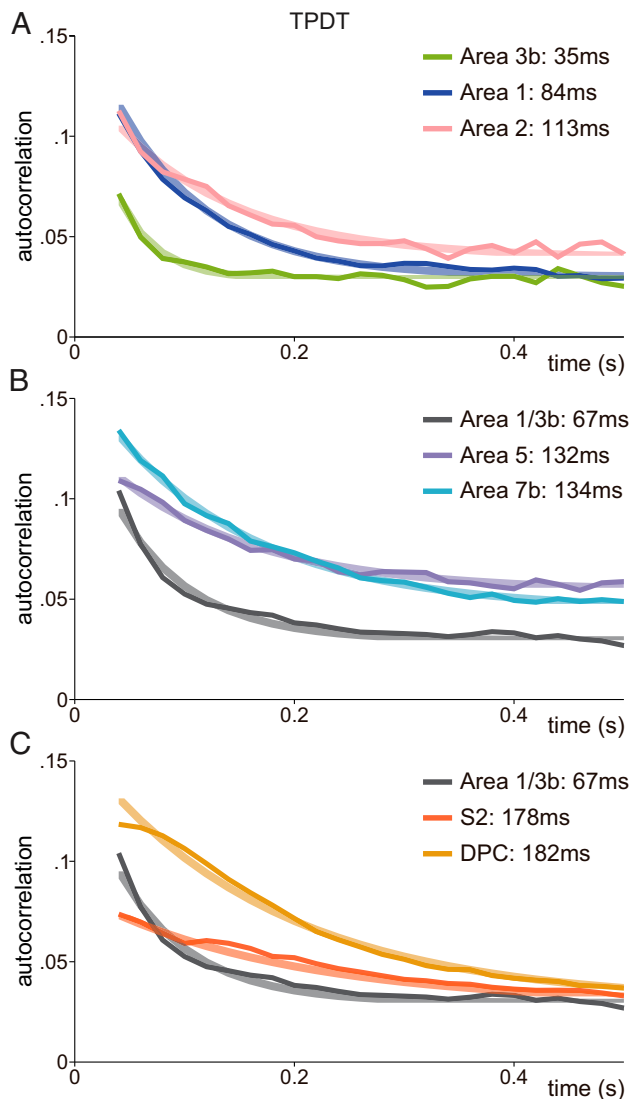 A
TPDT
.15
.1
.05
0
autocorrelation
Area 3b: 35ms
Area 1: 84ms
Area 2: 113ms
0
0.2
0.4
time (s)
B
.15
.1
.05
0
autocorrelation
Area 1/3b: 67ms
Area 5: 132ms
Area 7b: 134ms
0
0.2
0.4
time (s)
C
.15
.1
.05
0
autocorrelation
Area 1/3b: 67ms
S2: 178ms
DPC: 182ms
0
0.2
0.4
time (s)